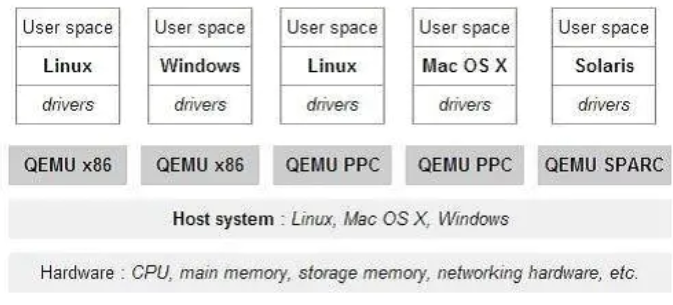 User space User space User space User space User space
Linux Windows Linux Mac OS X Solaris
drivers drivers drivers drivers drivers
QEMU x86 QEMU x86 QEMU PPC QEMU PPC QEMU SPARC
Host system : Linux, Mac OS X, Windows
Hardware : CPU, main memory, storage memory, networking hardware, etc.